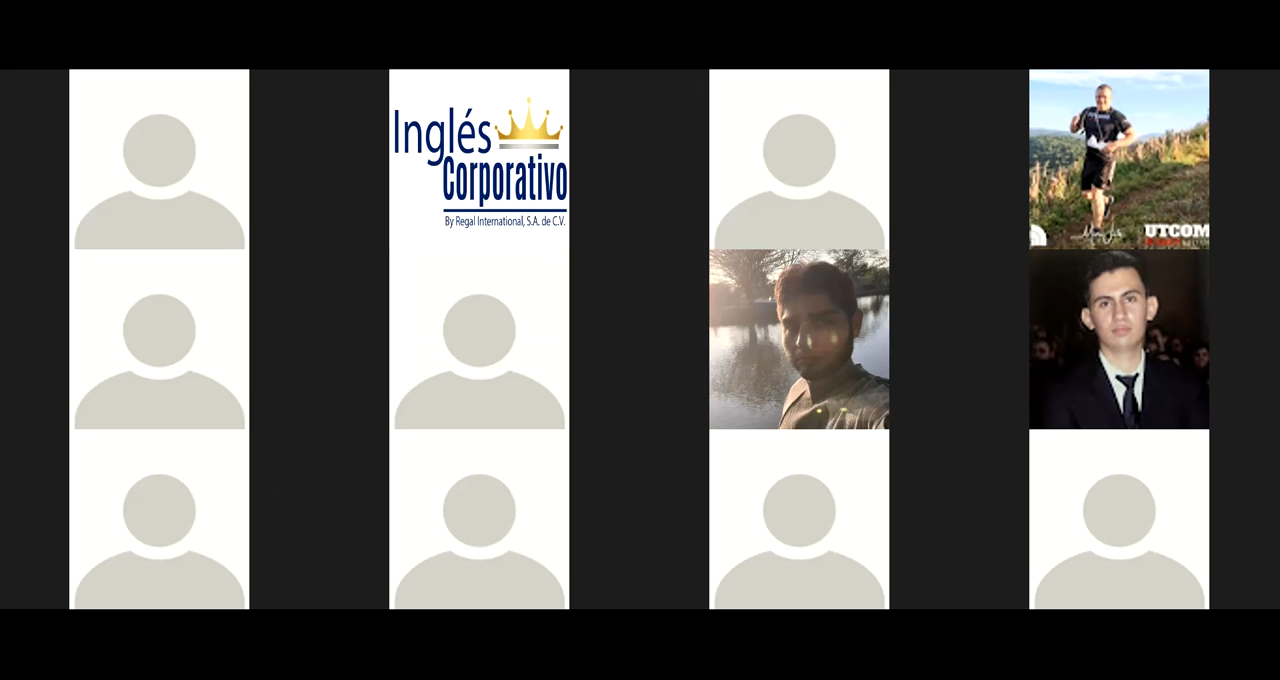 Inglés
Corporativo
By Regal International, S.A. de C.V.
UTCOM